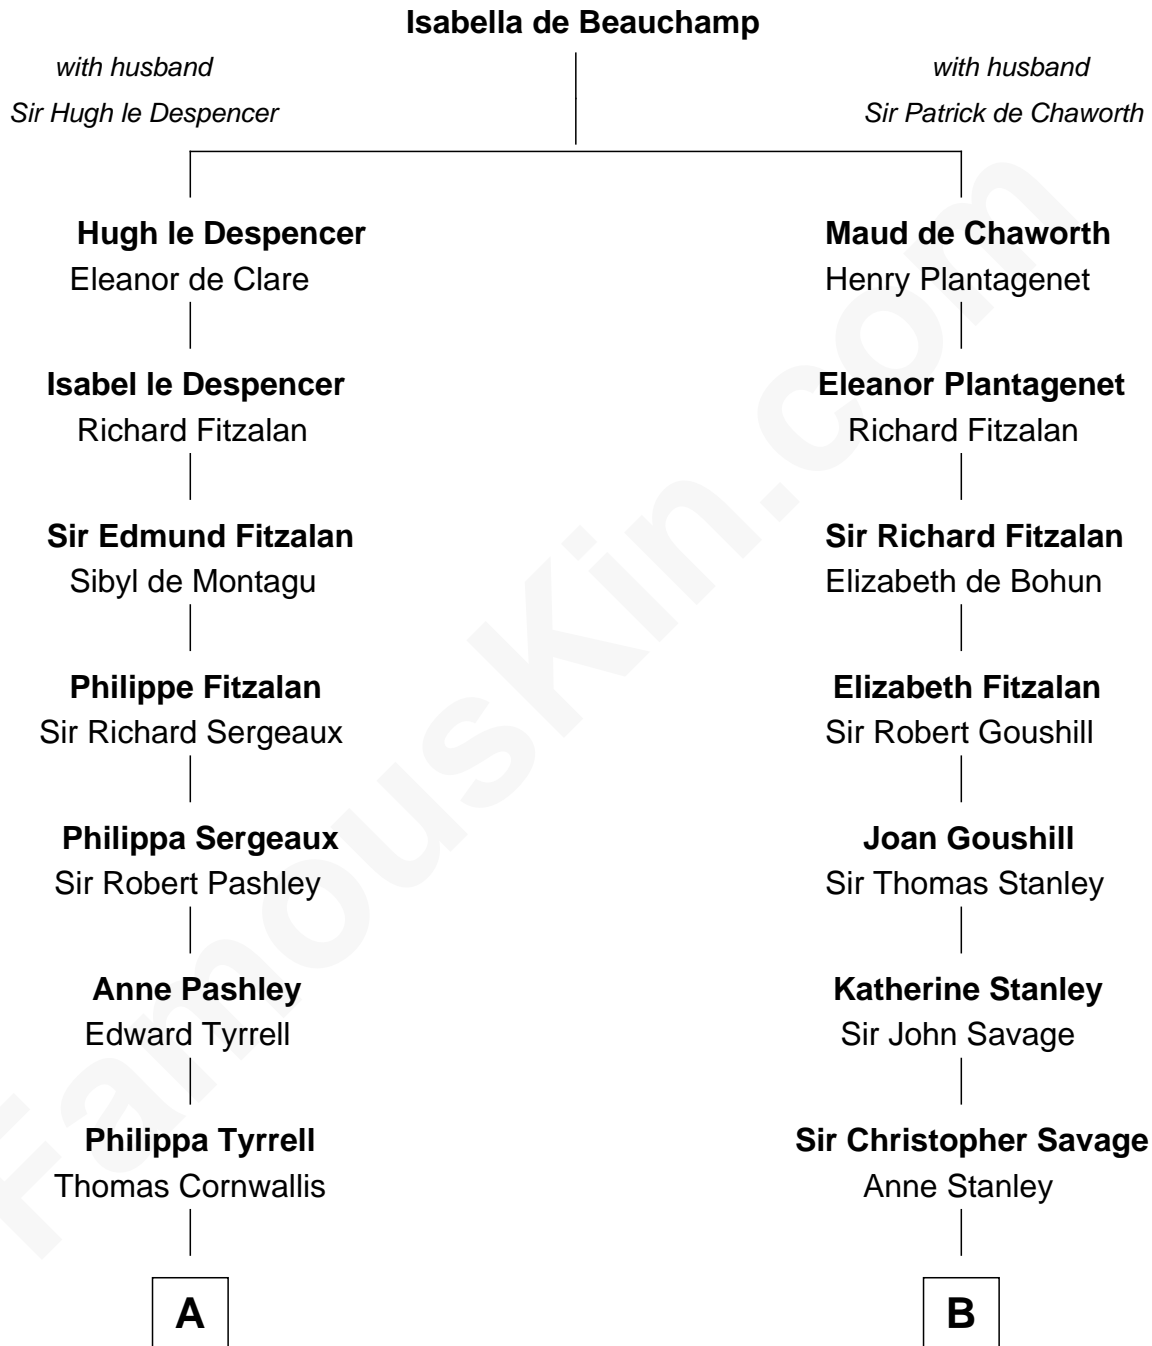 Isabella de Beauchamp
with husband
Sir Hugh le Despencer
with husband
Sir Patrick de Chaworth
Hugh le Despencer
Eleanor de Clare
Isabel le Despencer
Richard Fitzalan
Sir Edmund Fitzalan
Sibyl de Montagu
Philippe Fitzalan
Sir Richard Sergeaux
Philippa Sergeaux
Sir Robert Pashley
Anne Pashley
Edward Tyrrell
Philippa Tyrrell
Thomas Cornwallis
A
Maud de Chaworth
Henry Plantagenet
Eleanor Plantagenet
Richard Fitzalan
Sir Richard Fitzalan
Elizabeth de Bohun
Elizabeth Fitzalan
Sir Robert Goushill
Joan Goushill
Sir Thomas Stanley
Katherine Stanley
Sir John Savage
Sir Christopher Savage
Anne Stanley
B
FamousKin.com